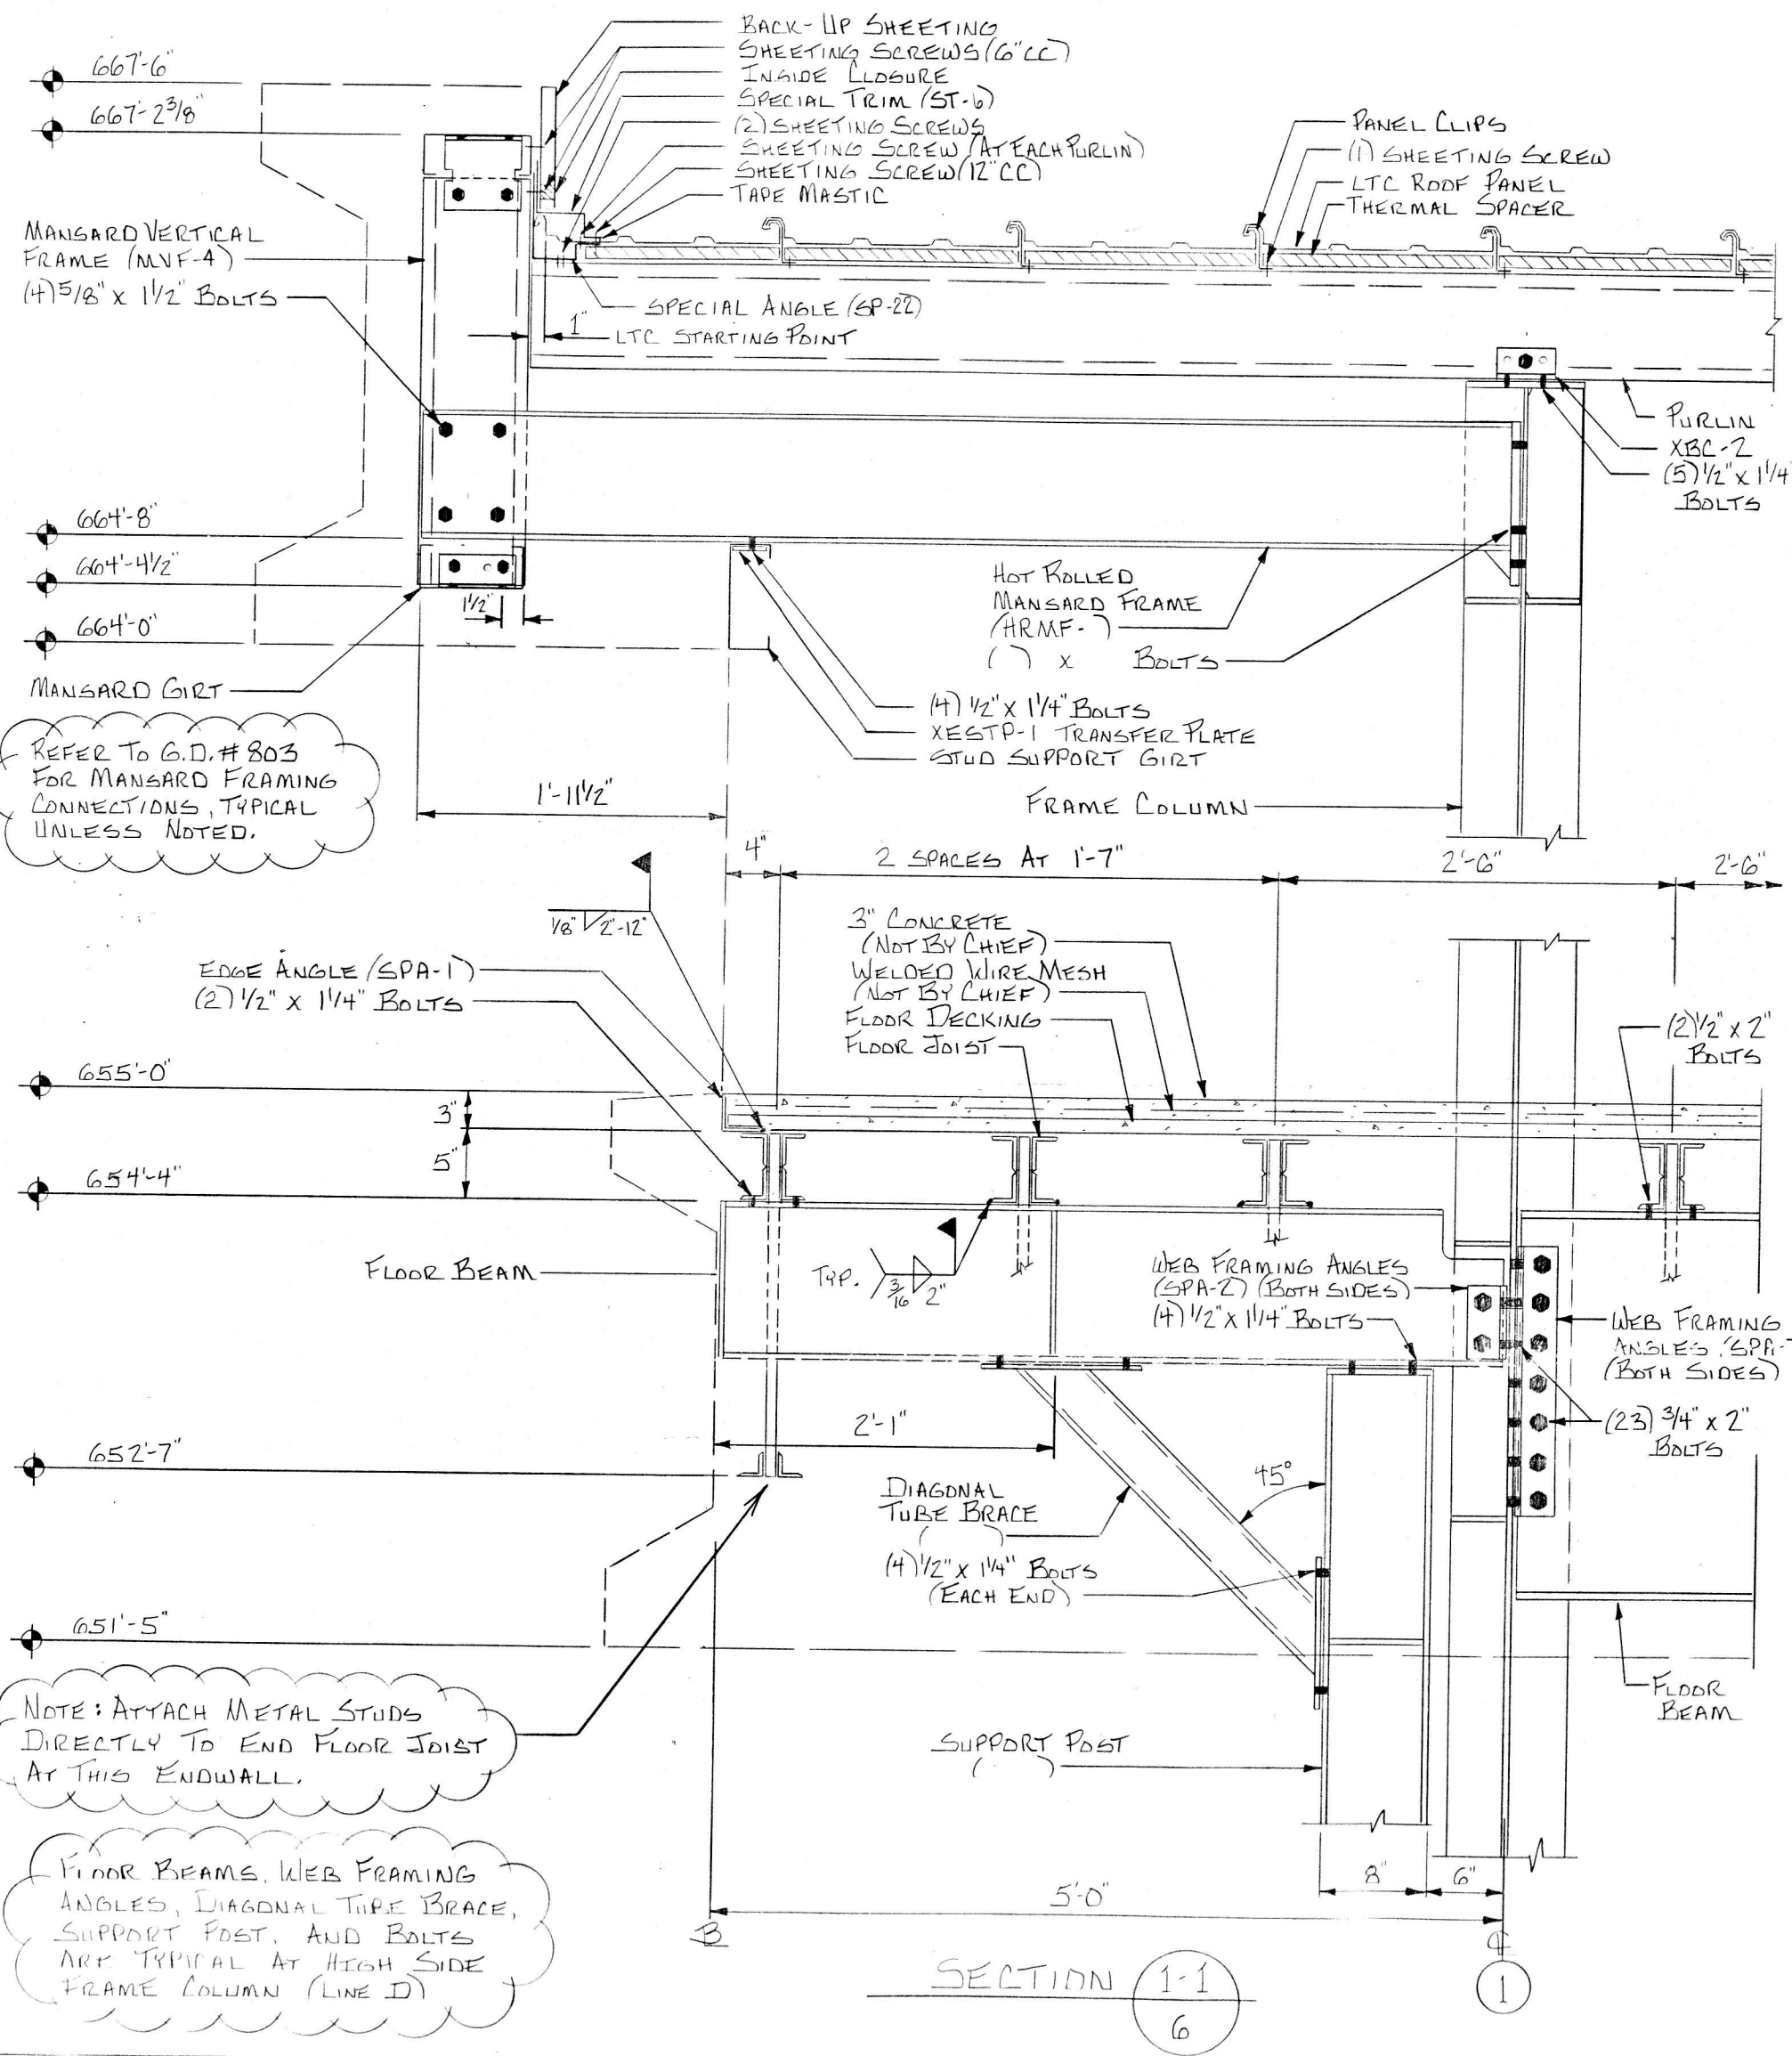 667'-6"
667'-2 3/8"
BACK-UP SHEETING
SHEETING SCREWS (6"CC)
INSIDE CLOSURE
SPECIAL TRIM (ST-6)
(2) SHEETING SCREWS
SHEETING SCREW (AT EACH PURLIN)
SHEETING SCREW (12"CC)
TAPE MASTIC
PANEL CLIPS
(1) SHEETING SCREW
LTC ROOF PANEL
THERMAL SPACER
MANSARD VERTICAL
FRAME (MVF-4)
(4) 5/8" x 1 1/2" BOLTS
SPECIAL ANGLE (SP-22)
1"
LTC STARTING POINT
PURLIN
XBC-2
(5) 1/2" x 1 1/4"
BOLTS
664'-8"
664'-4 1/2"
664'-0"
1 1/2"
MANSARD GIRT
HOT ROLLED
MANSARD FRAME
(HRMF- )
( ) x BOLTS
(4) 1/2" x 1 1/4" BOLTS
XESTP-1 TRANSFER PLATE
STUD SUPPORT GIRT
FRAME COLUMN
REFER TO G.D. # 803
FOR MANSARD FRAMING
CONNECTIONS, TYPICAL
UNLESS NOTED.
1'-11 1/2"
4"
2 SPACES AT 1'-7"
2'-6"
2'-6"
1/8" 2"-12"
EDGE ANGLE (SPA-1)
(2) 1/2" x 1 1/4" BOLTS
3" CONCRETE
(NOT BY CHIEF)
WELDED WIRE MESH
(NOT BY CHIEF)
FLOOR DECKING
FLOOR JOIST
(2) 1/2" x 2"
BOLTS
655'-0"
3"
5"
654'-4"
FLOOR BEAM
TYP.
3/16 2"
WEB FRAMING ANGLES
(SPA-2) (BOTH SIDES)
(4) 1/2" x 1 1/4" BOLTS
WEB FRAMING
ANGLES
(BOTH SIDES)
(23) 3/4" x 2"
BOLTS
652'-7"
2'-1"
45°
DIAGONAL
TUBE BRACE
( )
(4) 1/2" x 1 1/4" BOLTS
(EACH END)
651'-5"
FLOOR
BEAM
NOTE: ATTACH METAL STUDS
DIRECTLY TO END FLOOR JOIST
AT THIS ENDWALL.
SUPPORT POST
( )
FLOOR BEAMS, WEB FRAMING
ANGLES, DIAGONAL TUBE BRACE,
SUPPORT POST, AND BOLTS
ARE TYPICAL AT HIGH SIDE
FRAME COLUMN (LINE D)
8"
6"
5'-0"
B
℄
1
SECTION 1-1
6